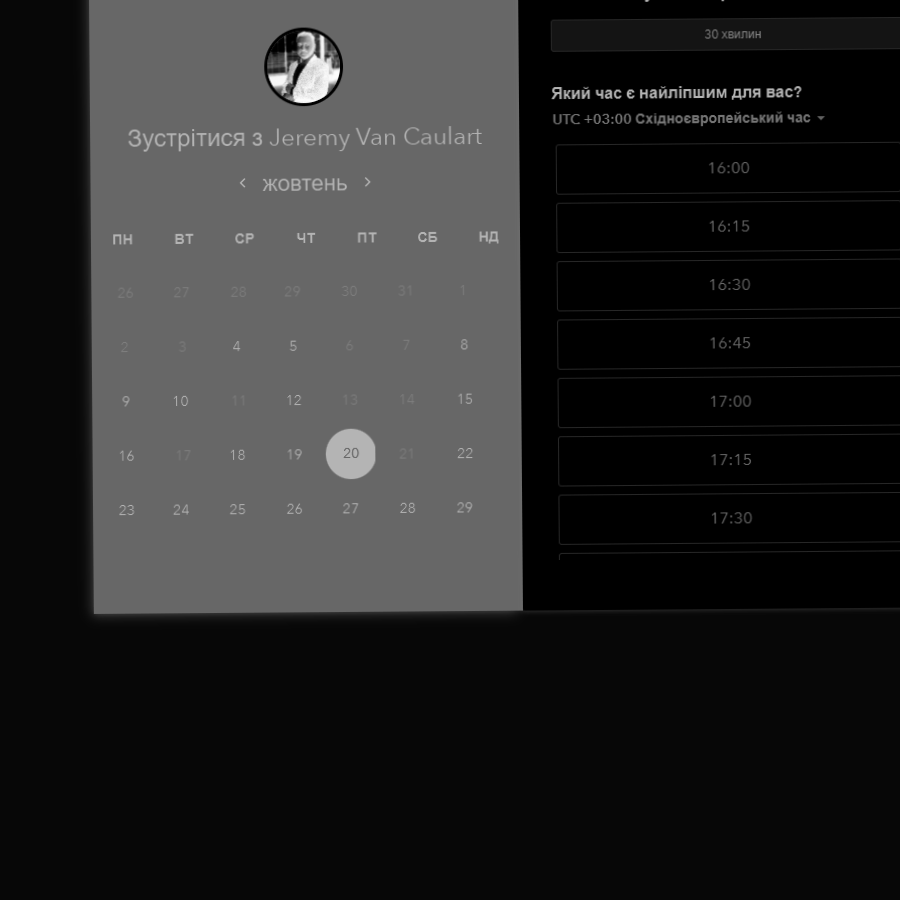 Зустрітися з Jeremy Van Caulart
жовтень
ПН ВТ СР ЧТ ПТ СБ НД
26 27 28 29 30 31 1
2 3 4 5 6 7 8
9 10 11 12 13 14 15
16 17 18 19 20 21 22
23 24 25 26 27 28 29
30 хвилин
Який час є найліпшим для вас?
UTC +03:00 Східноєвропейський час
16:00
16:15
16:30
16:45
17:00
17:15
17:30